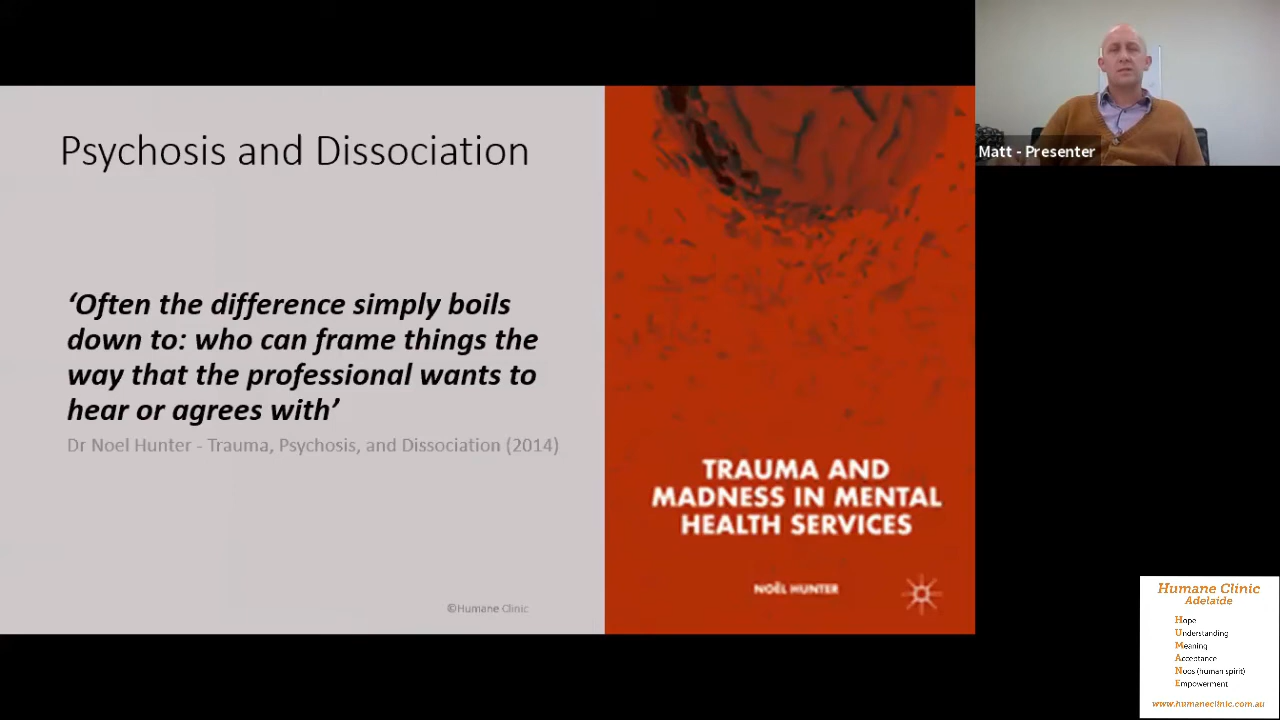 Psychosis and Dissociation
‘Often the difference simply boils
down to: who can frame things the
way that the professional wants to
hear or agrees with’
Dr Noel Hunter - Trauma, Psychosis, and Dissociation (2014)
©Humane Clinic
TRAUMA AND
MADNESS IN MENTAL
HEALTH SERVICES
NOËL HUNTER
Matt - Presenter
Humane Clinic
Adelaide
Hope
Understanding
Meaning
Acceptance
Noos (human spirit)
Empowerment
www.humaneclinic.com.au